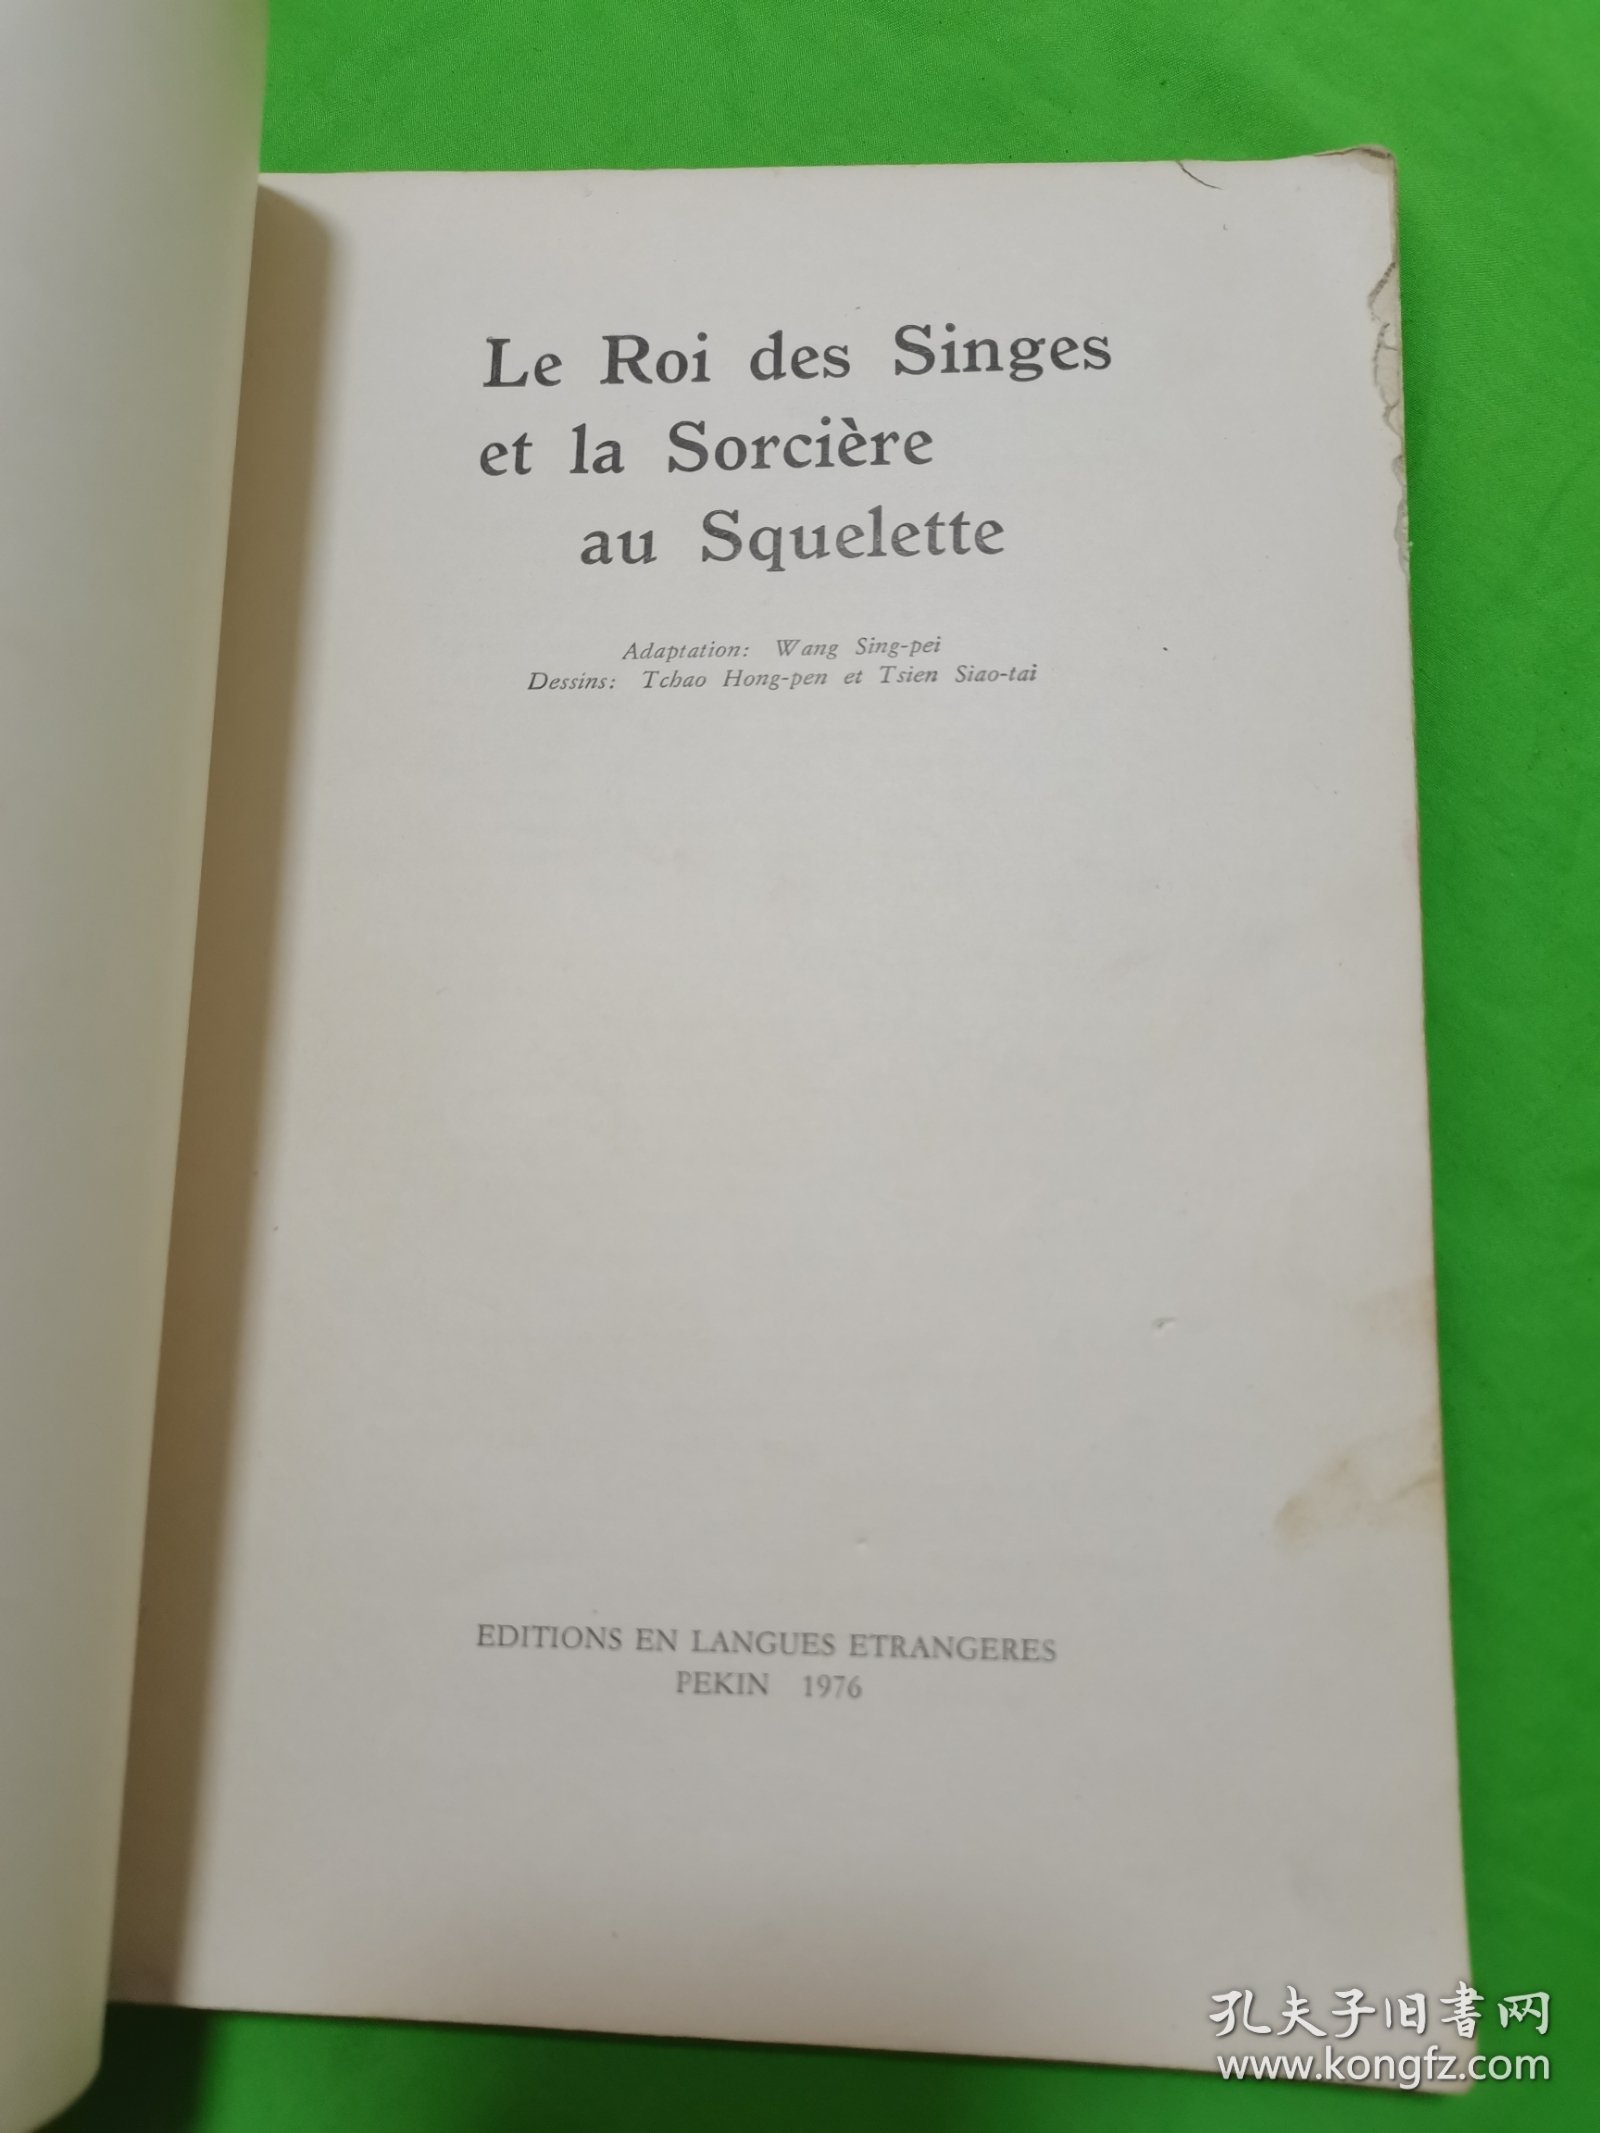 Le Roi des Singes
et la Sorcière
au Squelette
Adaptation: Wang Sing-pei
Dessins: Tchao Hong-pen et Tsien Siao-tai
EDITIONS EN LANGUES ETRANGERES
PEKIN 1976
孔夫子旧书网
www.kongfz.com